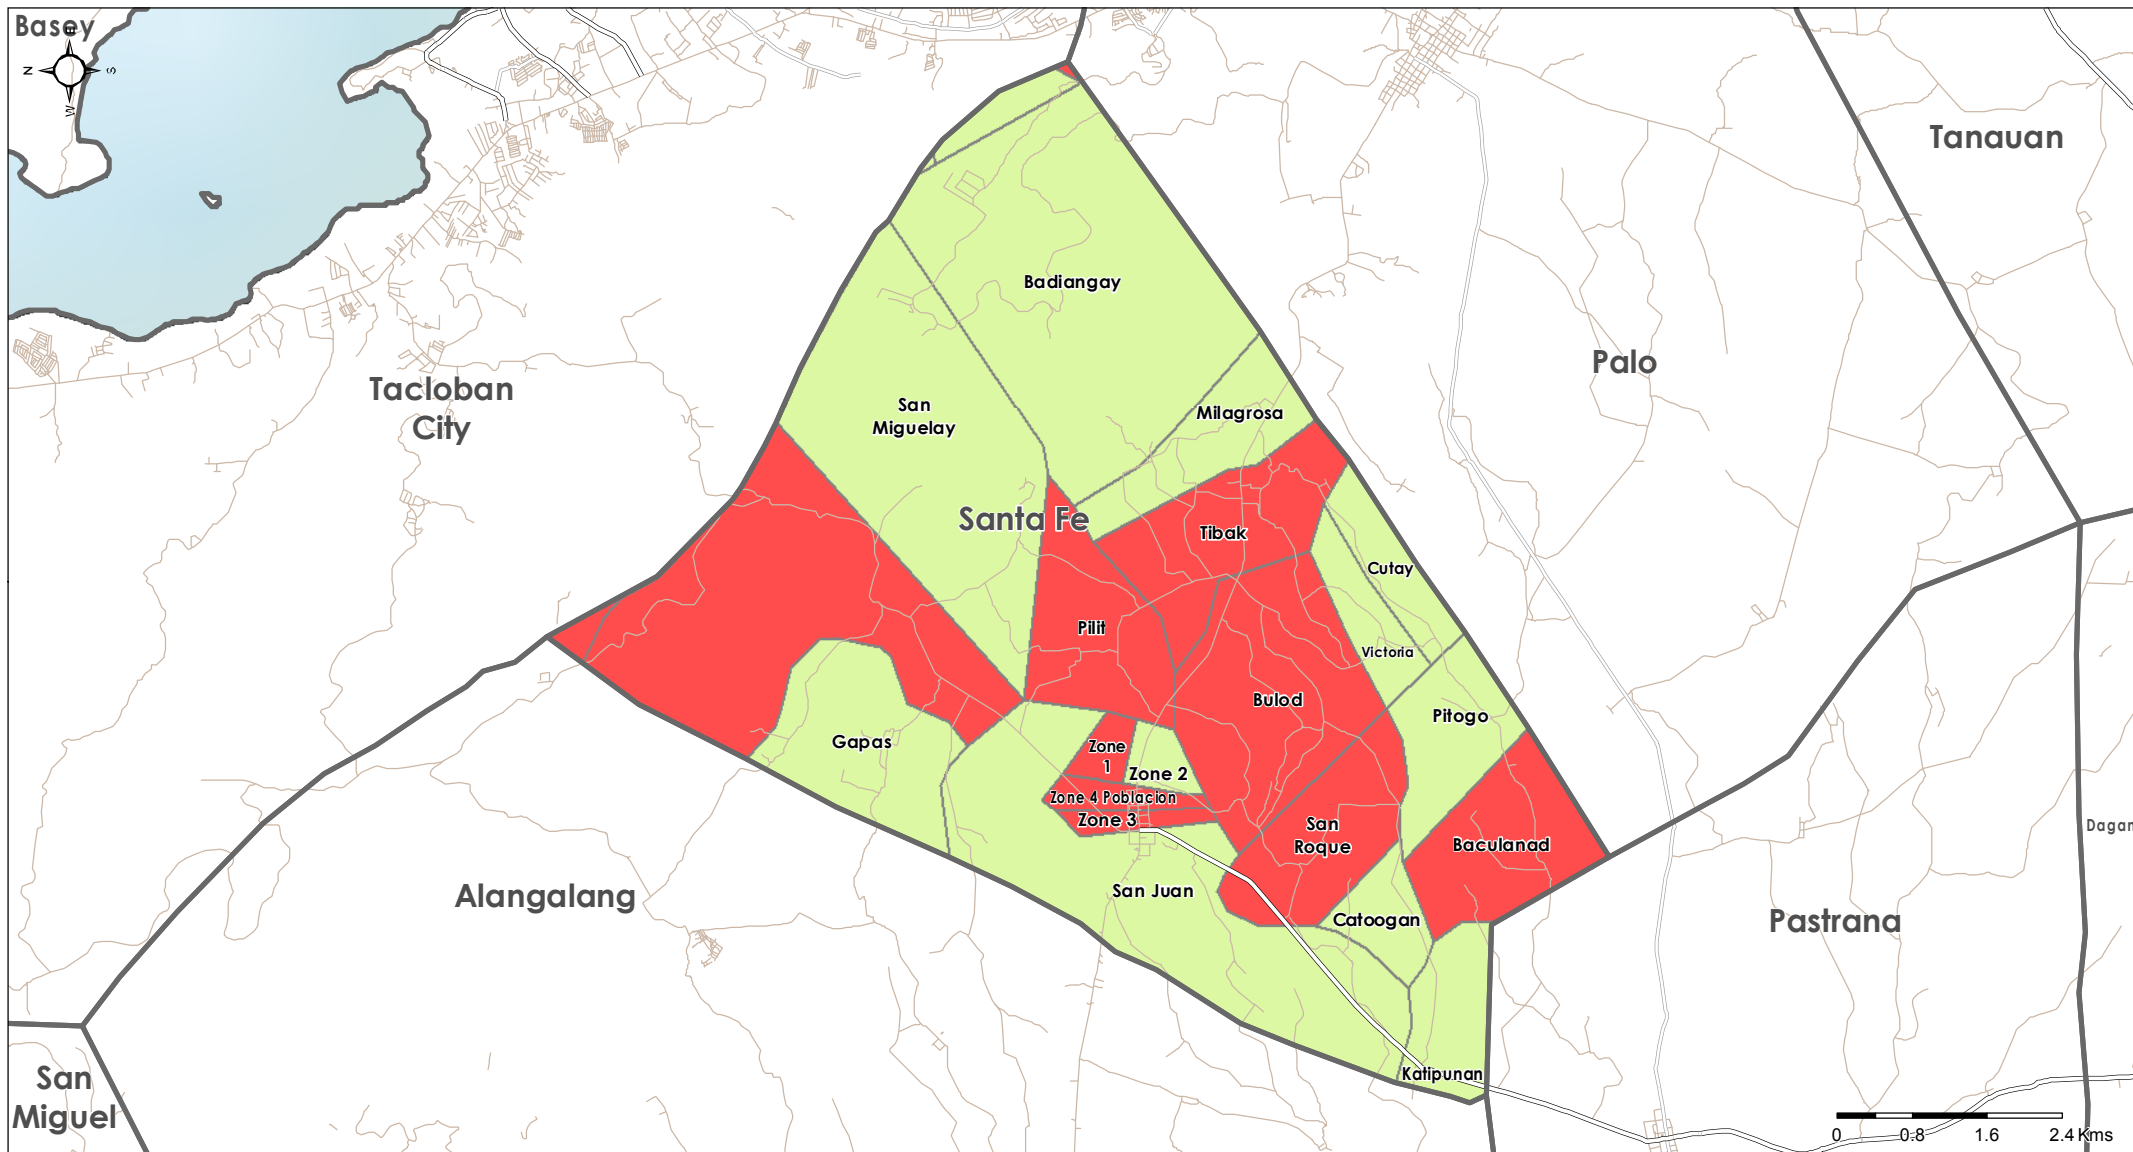 Basey
N
S
W
Tanauan
Badiangay
Palo
Tacloban
City
San
Miguelay
Milagrosa
Santa Fe
Tibak
Cutay
Pilit
Victoria
Bulod
Pitogo
Gapas
Zone
1
Zone 2
Zone 4 Poblacion
Zone 3
San
Roque
Baculanad
Dagam
San Juan
Alangalang
Catoogan
Pastrana
San
Miguel
Katipunan
0 0.8 1.6 2.4 Kms